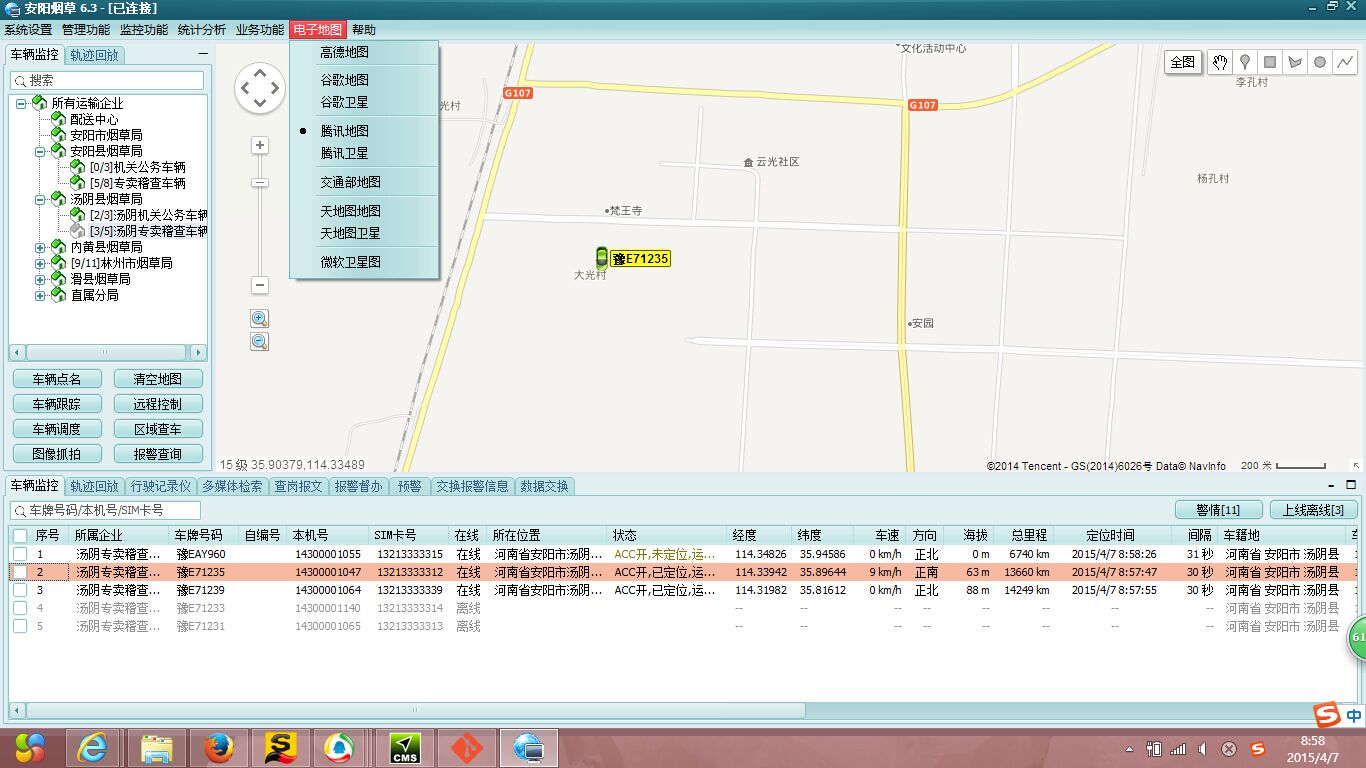 安阳烟草 6.3 - [已连接]
系统设置 管理功能 监控功能 统计分析 业务功能 电子地图 帮助
车辆监控 轨迹回放
搜索
所有运输企业
配送中心
安阳市烟草局
安阳县烟草局
[0/3]机关公务车辆
[5/8]专卖稽查车辆
汤阴县烟草局
[2/3]汤阴机关公务车辆
[3/5]汤阴专卖稽查车辆
内黄县烟草局
[9/11]林州市烟草局
滑县烟草局
直属分局
车辆点名 清空地图
车辆跟踪 远程控制
车辆调度 区域查车
图像抓拍 报警查询
高德地图
谷歌地图
谷歌卫星
腾讯地图
腾讯卫星
交通部地图
天地图地图
天地图卫星
微软卫星图
文化活动中心
全图
李孔村
G107
光村
G107
云光社区
杨孔村
梵王寺
豫E71235
大光村
安园
15 级 35.90379,114.33489
©2014 Tencent - GS(2014)6026号 Data© NavInfo 200 米
车辆监控 轨迹回放 行驶记录仪 多媒体检索 查岗报文 报警督办 预警 交换报警信息 数据交换
车牌号码/本机号/SIM卡号 警情[11] 上线离线[3]
序号 所属企业 车牌号码 自编号 本机号 SIM卡号 在线 所在位置 状态 经度 纬度 车速 方向 海拔 总里程 定位时间 间隔 车籍地
1 汤阴专卖稽查... 豫EAY960 14300001055 13213333315 在线 河南省安阳市汤阴... ACC开,未定位,运... 114.34826 35.94586 0 km/h 正北 0 m 6740 km 2015/4/7 8:58:26 31 秒 河南省 安阳市 汤阴县
2 汤阴专卖稽查... 豫E71235 14300001047 13213333312 在线 河南省安阳市汤阴... ACC开,已定位,运... 114.33942 35.89644 9 km/h 正南 63 m 13660 km 2015/4/7 8:57:47 30 秒 河南省 安阳市 汤阴县
3 汤阴专卖稽查... 豫E71239 14300001064 13213333339 在线 河南省安阳市汤阴... ACC开,已定位,运... 114.31982 35.81612 0 km/h 正北 88 m 14249 km 2015/4/7 8:57:55 30 秒 河南省 安阳市 汤阴县
4 汤阴专卖稽查... 豫E71233 14300001140 13213333314 离线 -- -- -- -- -- -- -- 河南省 安阳市 汤阴县
5 汤阴专卖稽查... 豫E71231 14300001065 13213333313 离线 -- -- -- -- -- -- -- 河南省 安阳市 汤阴县
61
中
CMS
8:58
2015/4/7